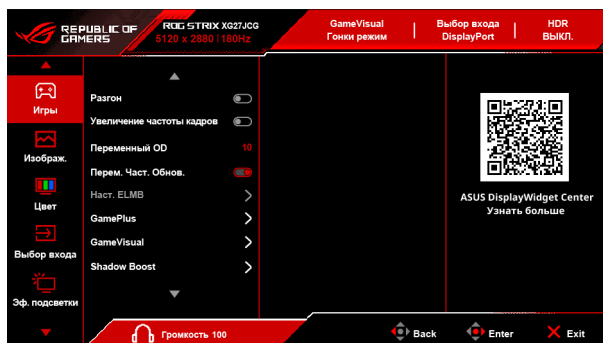 REPUBLIC OF
GAMERS
ROG STRIX XG27JCG
5120 x 2880 | 180Hz
GameVisual
Гонки режим
Выбор входа
DisplayPort
HDR
ВЫКЛ.
Игры
Изображ.
Цвет
Выбор входа
Эф. подсветки
Разгон
Увеличение частоты кадров
Переменный OD
10
Перем. Част. Обнов.
Наст. ELMB
GamePlus
GameVisual
Shadow Boost
ASUS DisplayWidget Center
Узнать больше
Громкость 100
Back
Enter
Exit